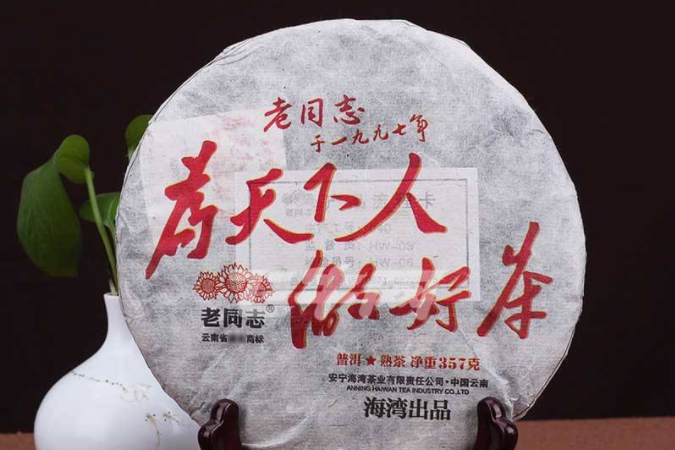 老同志
于一九九七年
为天下人
做好茶
老同志®
云南省 商标
普洱★熟茶 净重357克
安宁海湾茶业有限责任公司·中国云南
ANNING HAIWAN TEA INDUSTRY CO.,LTD
海湾出品